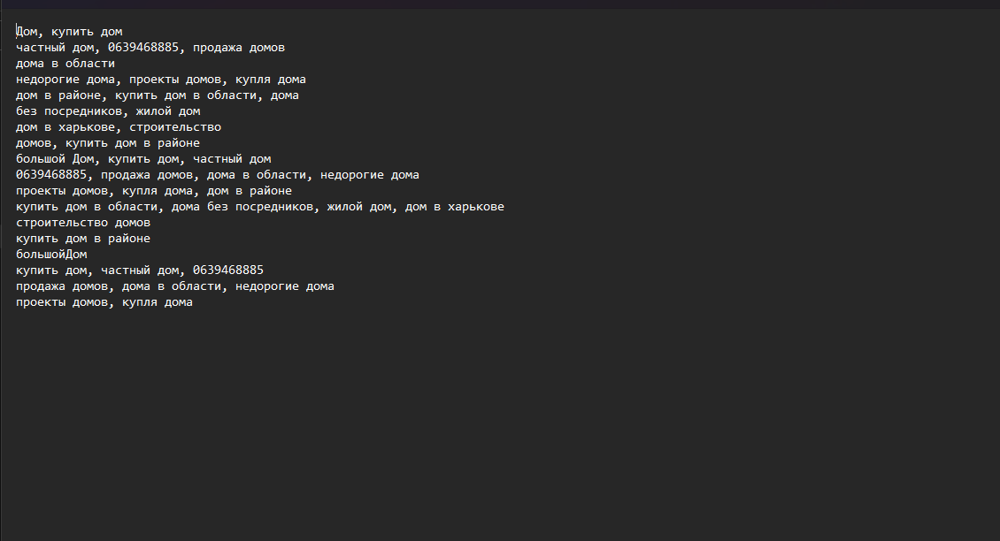 Дом, купить дом
частный дом, 0639468885, продажа домов
дома в области
недорогие дома, проекты домов, купля дома
дом в районе, купить дом в области, дома
без посредников, жилой дом
дом в харькове, строительство
домов, купить дом в районе
большой Дом, купить дом, частный дом
0639468885, продажа домов, дома в области, недорогие дома
проекты домов, купля дома, дом в районе
купить дом в области, дома без посредников, жилой дом, дом в харькове
строительство домов
купить дом в районе
большойДом
купить дом, частный дом, 0639468885
продажа домов, дома в области, недорогие дома
проекты домов, купля дома